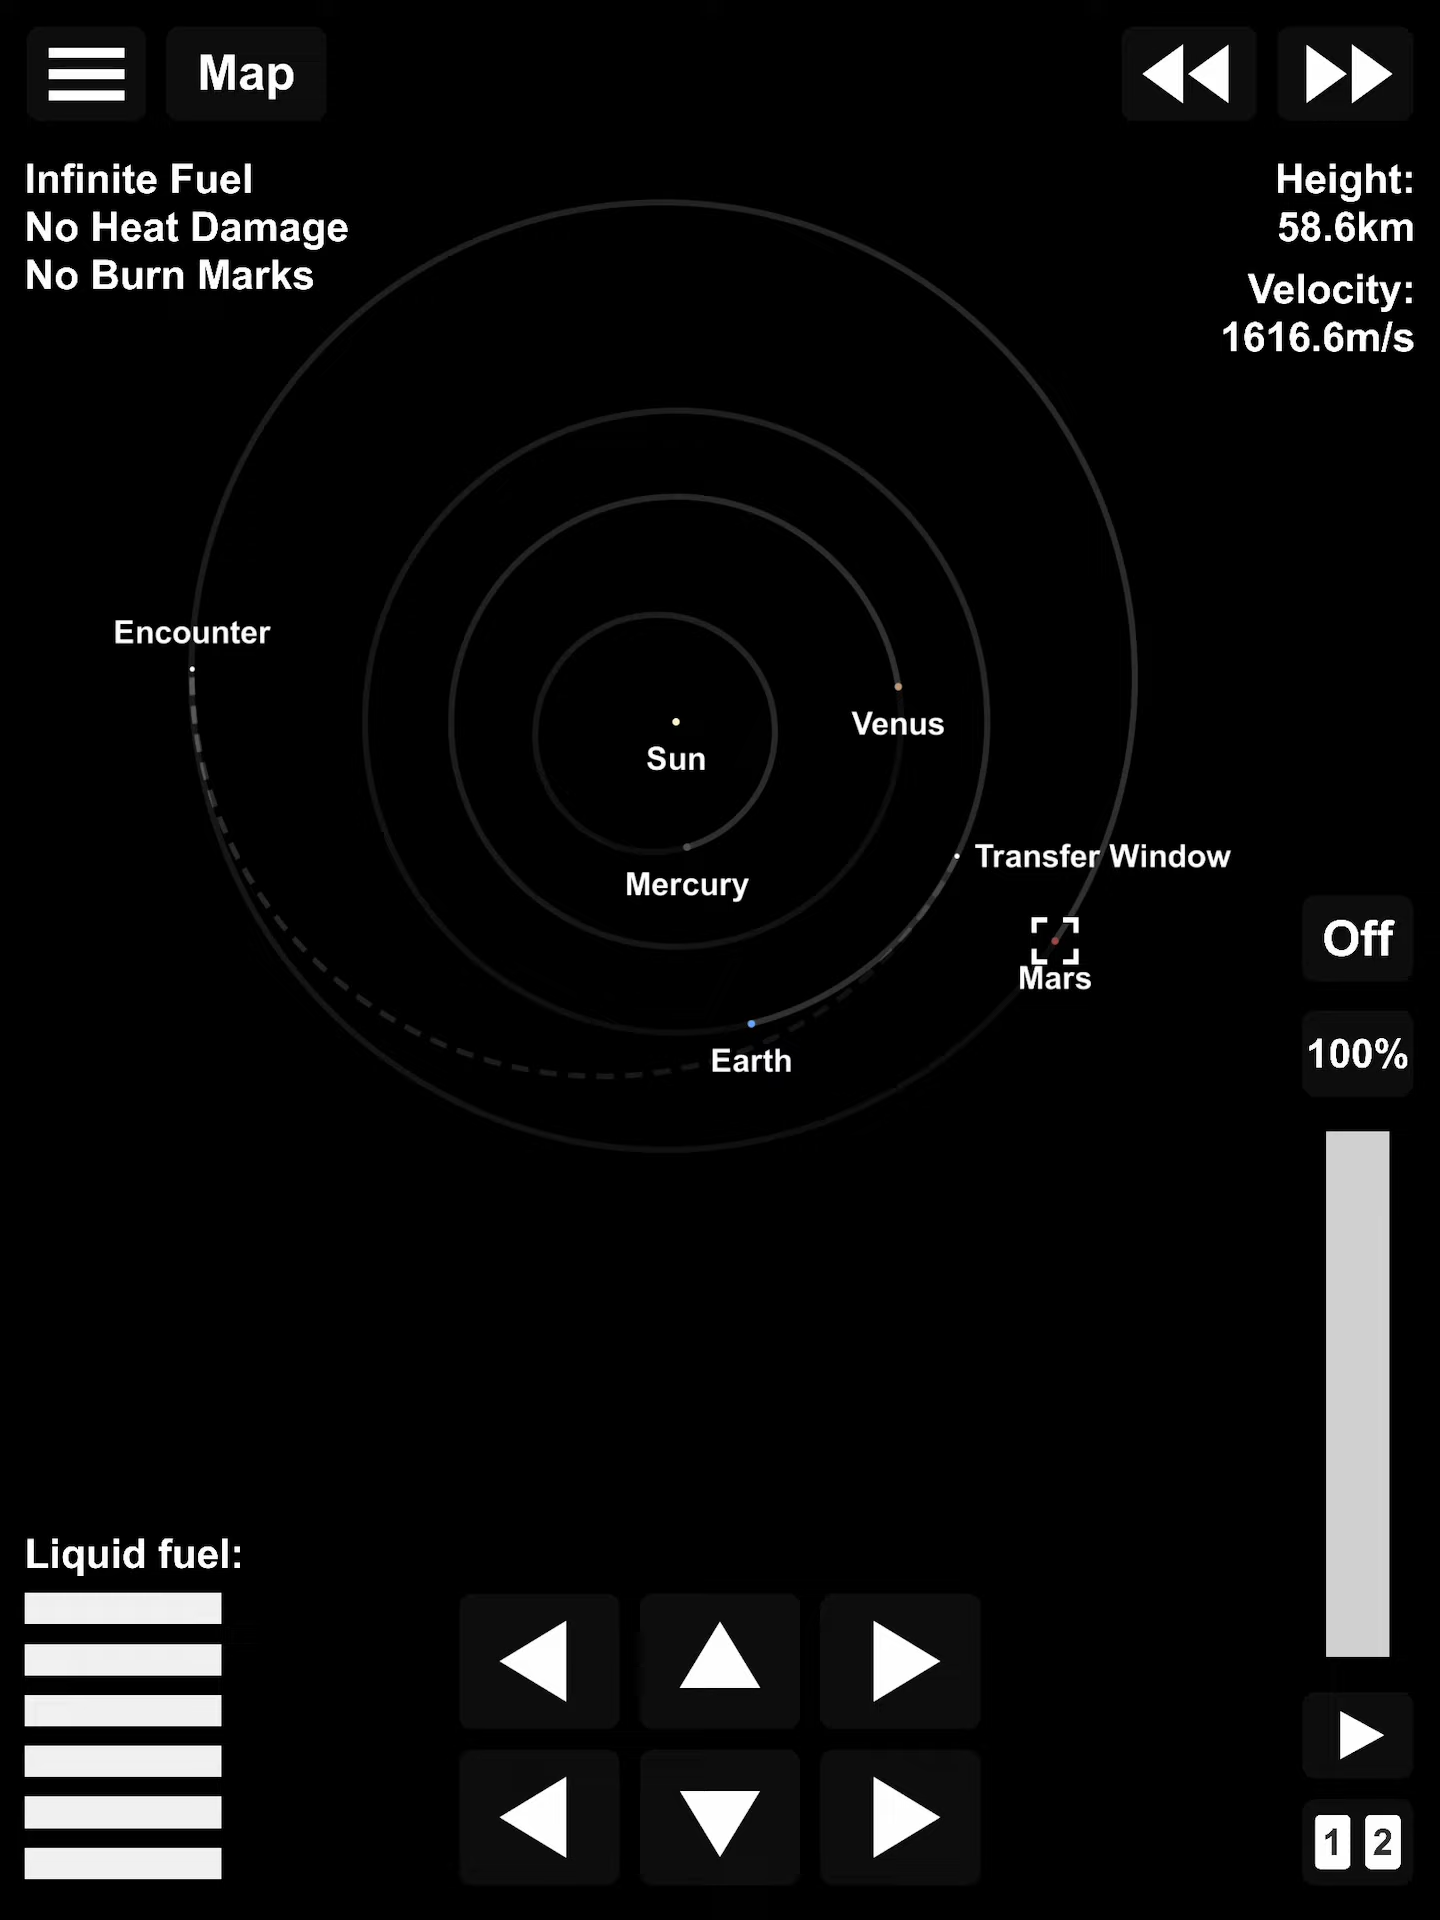 Map
Infinite Fuel
No Heat Damage
No Burn Marks
Height:
58.6km
Velocity:
1616.6m/s
Encounter
Venus
Sun
Transfer Window
Mercury
Off
Mars
100%
Earth
Liquid fuel:
1 2